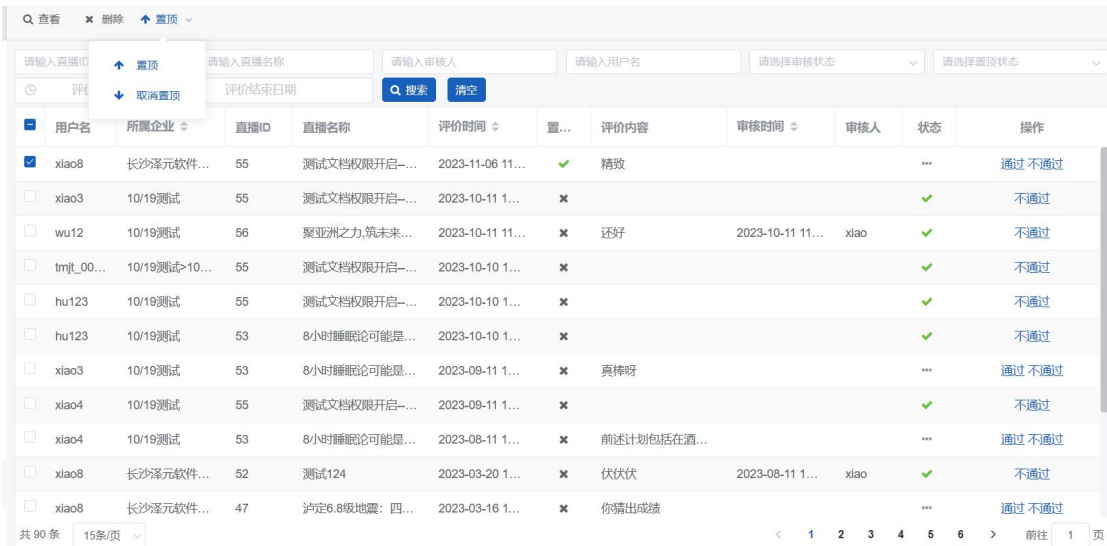 查看 删除 置顶
请输入直播ID 请输入直播名称 请输入审核人 请输入用户名 请选择审核状态 请选择置顶状态
置顶
取消置顶
评价结束日期 搜索 清空
用户名 所属企业 直播ID 直播名称 评价时间 置... 评价内容 审核时间 审核人 状态 操作
xiao8 长沙泽元软件... 55 测试文档权限开启--... 2023-11-06 11... 精致 通过 不通过
xiao3 10/19测试 55 测试文档权限开启--... 2023-10-11 1... 不通过
wu12 10/19测试 56 聚亚洲之力,筑未来... 2023-10-11 11... 还好 2023-10-11 11... xiao 不通过
tmjt_00... 10/19测试>10... 55 测试文档权限开启--... 2023-10-10 1... 不通过
hu123 10/19测试 55 测试文档权限开启--... 2023-10-10 1... 不通过
hu123 10/19测试 53 8小时睡眠论可能是... 2023-10-10 1... 不通过
xiao3 10/19测试 53 8小时睡眠论可能是... 2023-09-11 1... 真棒呀 通过 不通过
xiao4 10/19测试 55 测试文档权限开启--... 2023-09-11 1... 不通过
xiao4 10/19测试 53 8小时睡眠论可能是... 2023-08-11 1... 前述计划包括在酒... 通过 不通过
xiao8 长沙泽元软件... 52 测试124 2023-03-20 1... 伏伏伏 2023-08-11 1... xiao 不通过
xiao8 长沙泽元软件... 47 泸定6.8级地震：四... 2023-03-16 1... 你猜出成绩 通过 不通过
共 90 条 15条/页 1 2 3 4 5 6 前往 1 页